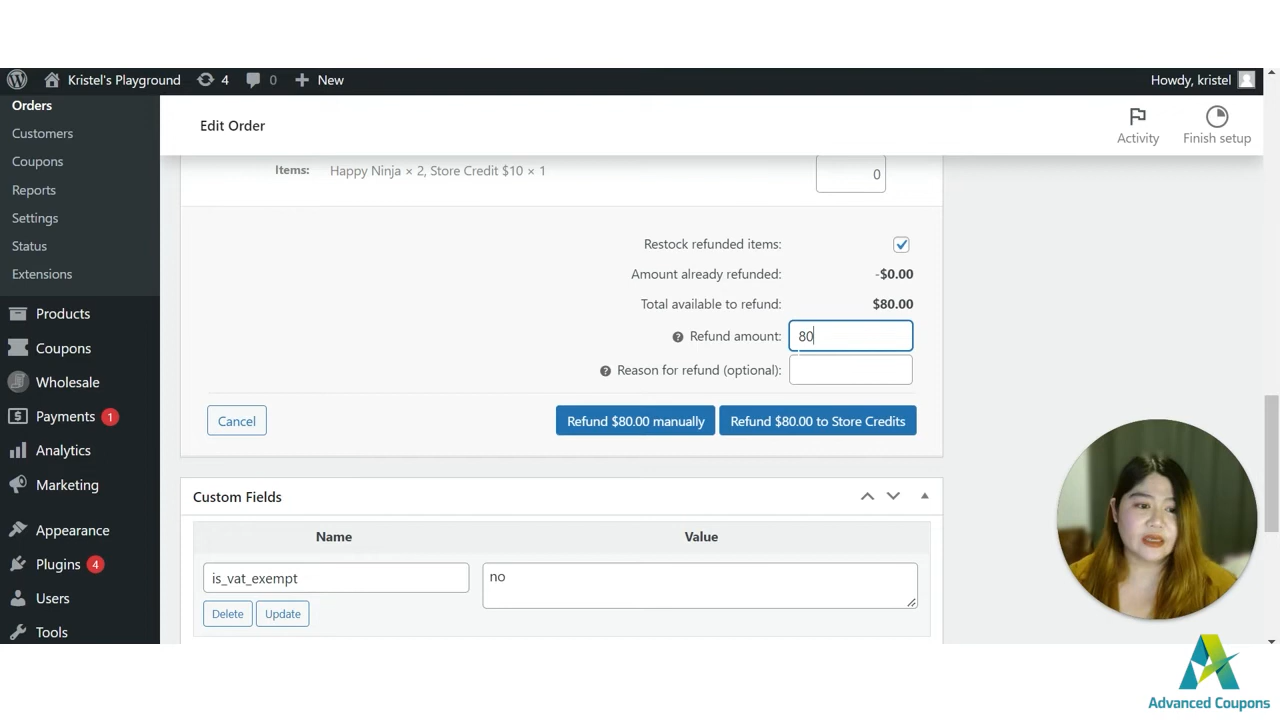 Kristel's Playground
4
0
New
Howdy, kristel
Orders
Customers
Coupons
Reports
Settings
Status
Extensions
Products
Coupons
Wholesale
Payments 1
Analytics
Marketing
Appearance
Plugins 4
Users
Tools
Edit Order
Activity
Finish setup
Items: Happy Ninja × 2, Store Credit $10 × 1
0
Restock refunded items:
Amount already refunded: -$0.00
Total available to refund: $80.00
Refund amount: 80
Reason for refund (optional):
Cancel
Refund $80.00 manually
Refund $80.00 to Store Credits
Custom Fields
Name Value
is_vat_exempt no
Delete Update
Advanced Coupons